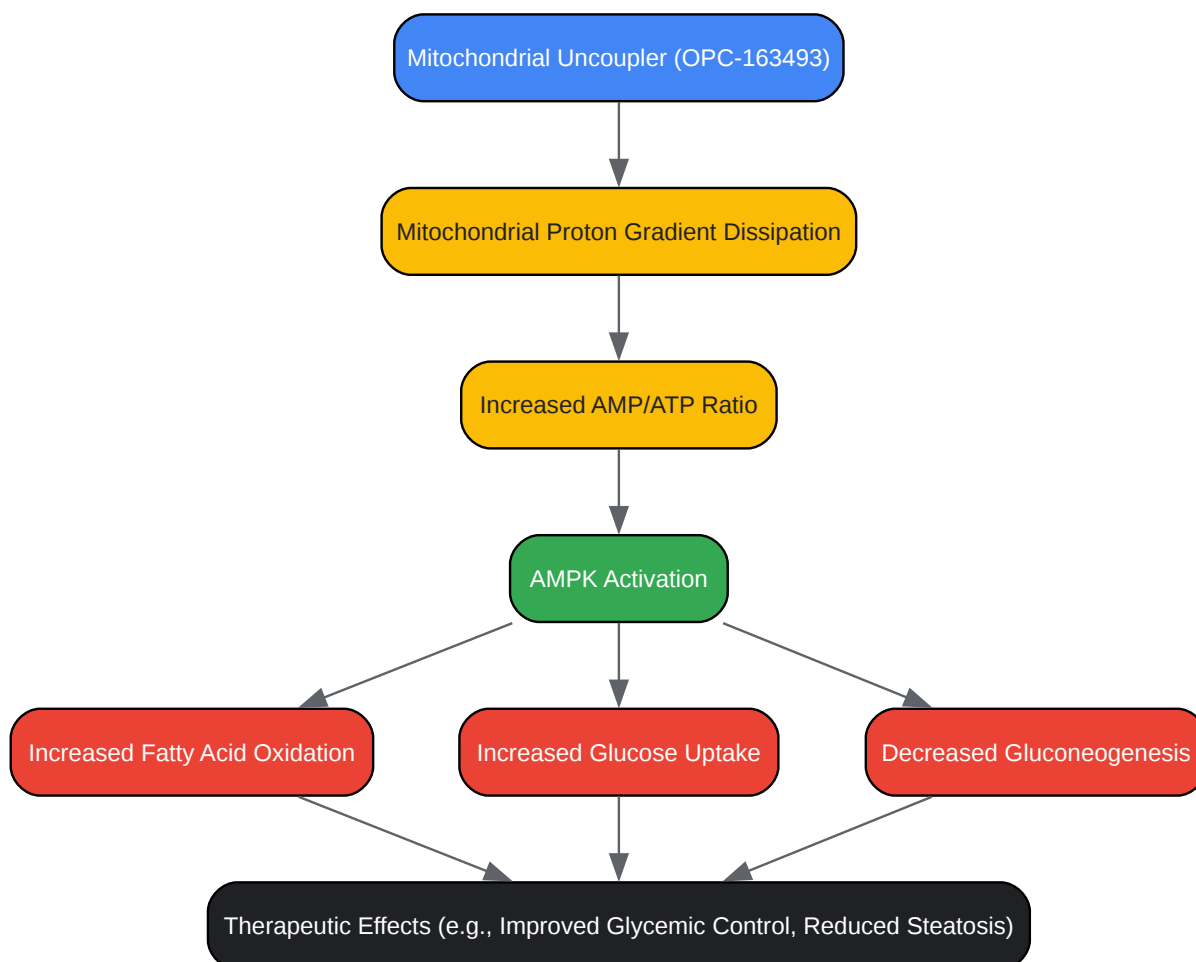 Mitochondrial Uncoupler (OPC-163493)
Mitochondrial Proton Gradient Dissipation
Increased AMP/ATP Ratio
AMPK Activation
Increased Fatty Acid Oxidation
Increased Glucose Uptake
Decreased Gluconeogenesis
Therapeutic Effects (e.g., Improved Glycemic Control, Reduced Steatosis)